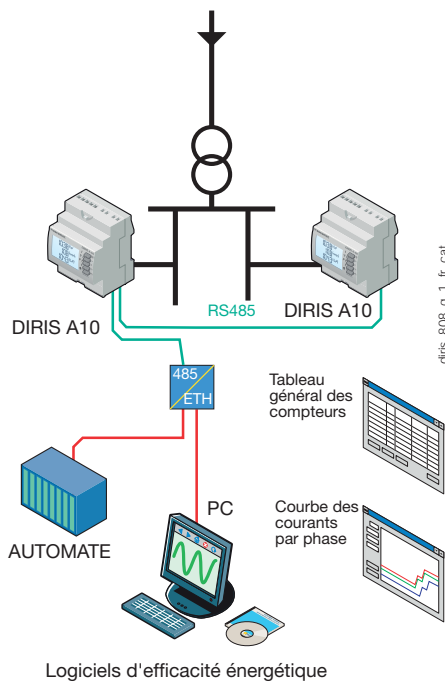 RS485
DIRIS A10
DIRIS A10
diris_808_g_1_fr_cat
485
ETH
Tableau
général des
compteurs
PC
Courbe des
courants
par phase
AUTOMATE
Logiciels d'efficacité énergétique